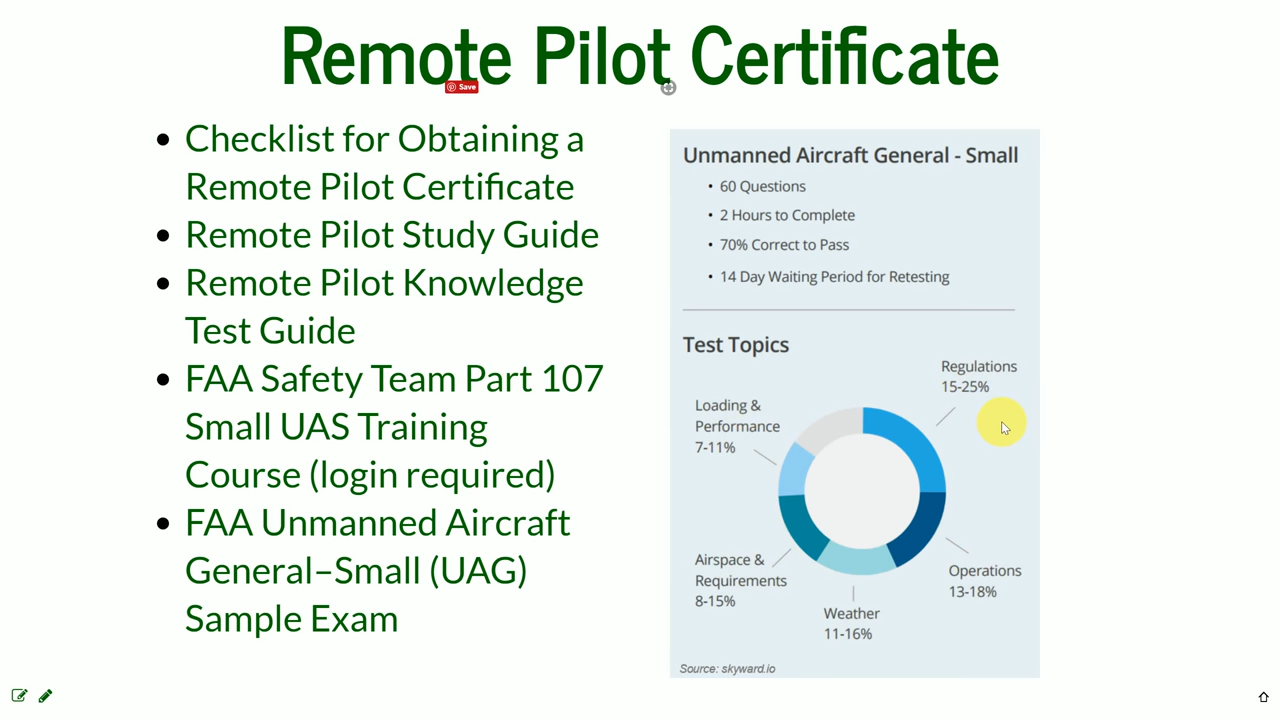 Remote Pilot Certificate
Save
• Checklist for Obtaining a
Remote Pilot Certificate
• Remote Pilot Study Guide
• Remote Pilot Knowledge
Test Guide
• FAA Safety Team Part 107
Small UAS Training
Course (login required)
• FAA Unmanned Aircraft
General–Small (UAG)
Sample Exam
Unmanned Aircraft General - Small
• 60 Questions
• 2 Hours to Complete
• 70% Correct to Pass
• 14 Day Waiting Period for Retesting
Test Topics
Regulations
15-25%
Loading &
Performance
7-11%
Airspace &
Requirements
8-15%
Operations
13-18%
Weather
11-16%
Source: skyward.io